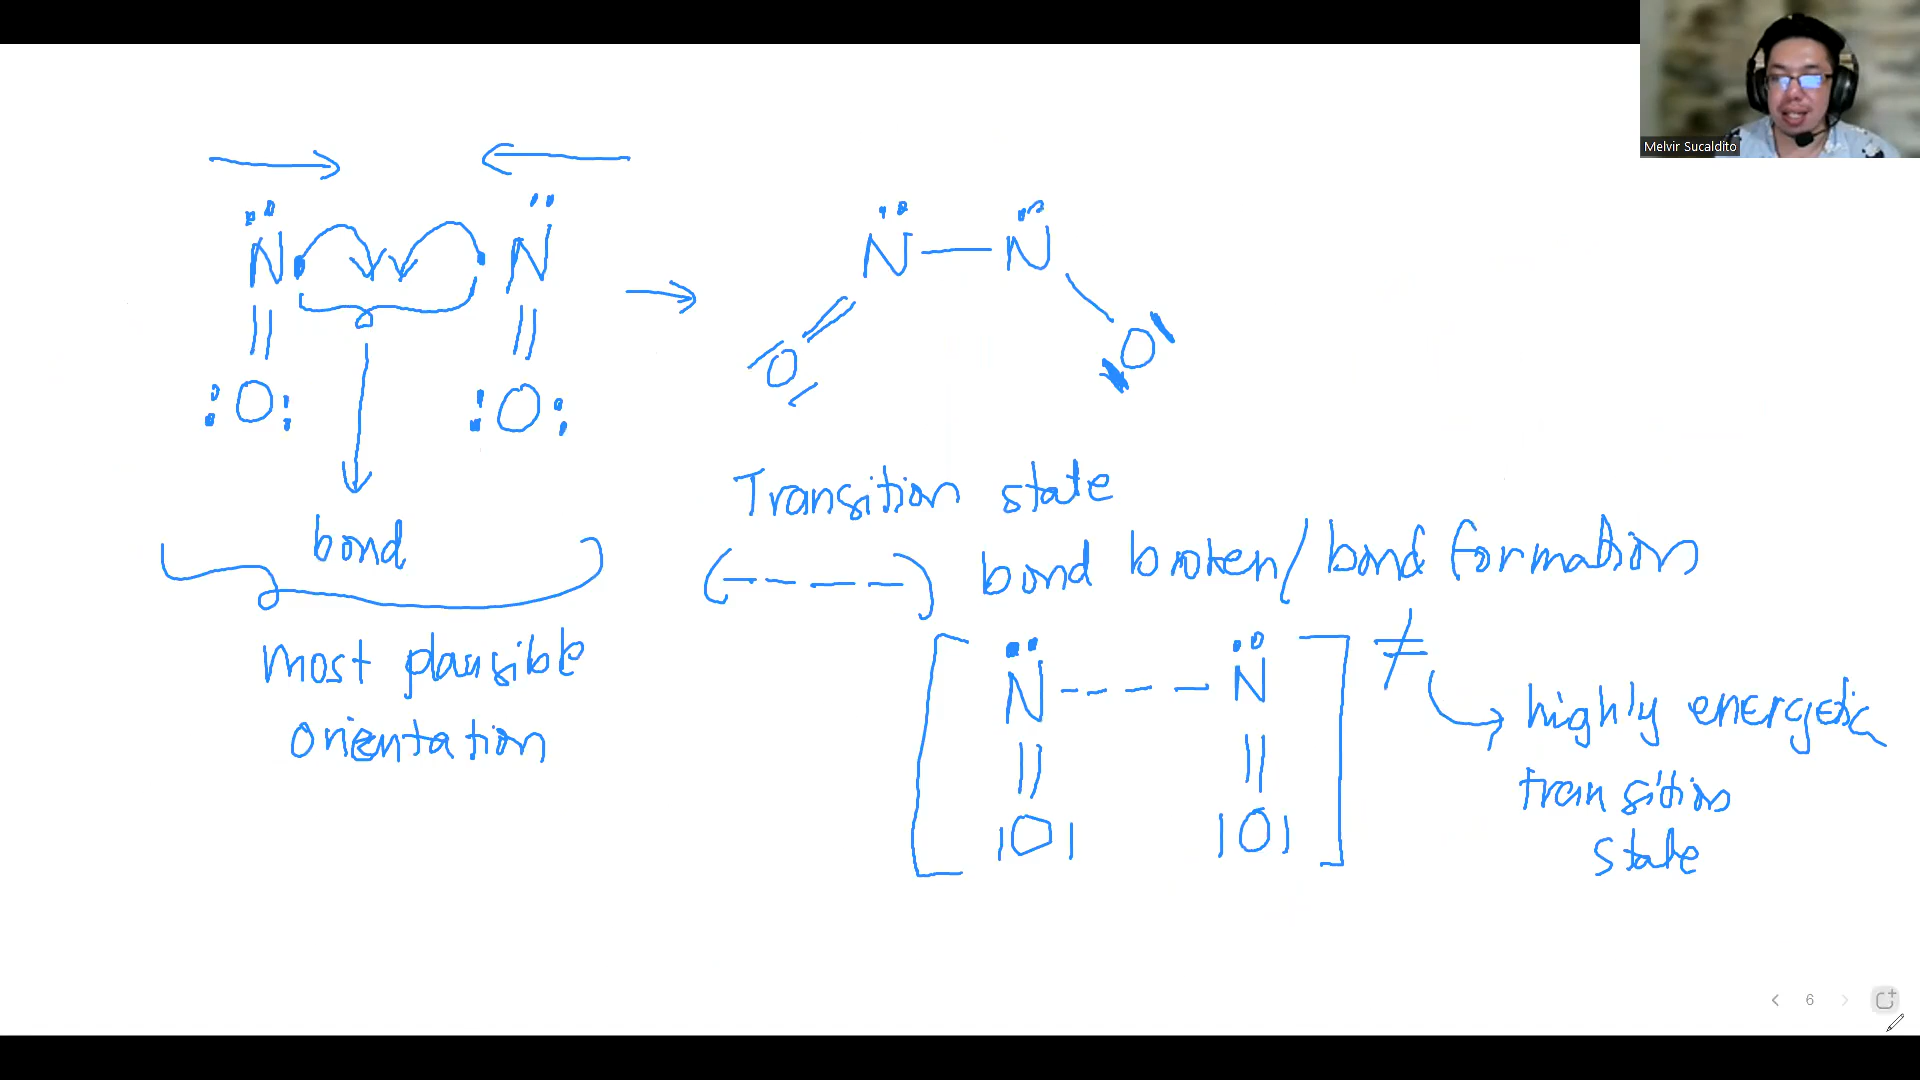 Melvir Sucaldito
N N
O O
N — N
O O
bond
most plausible
orientation
Transition state
(----) bond broken/bond formation
[N ---- N] ≠
|O| |O|
highly energetic
transition
state
6